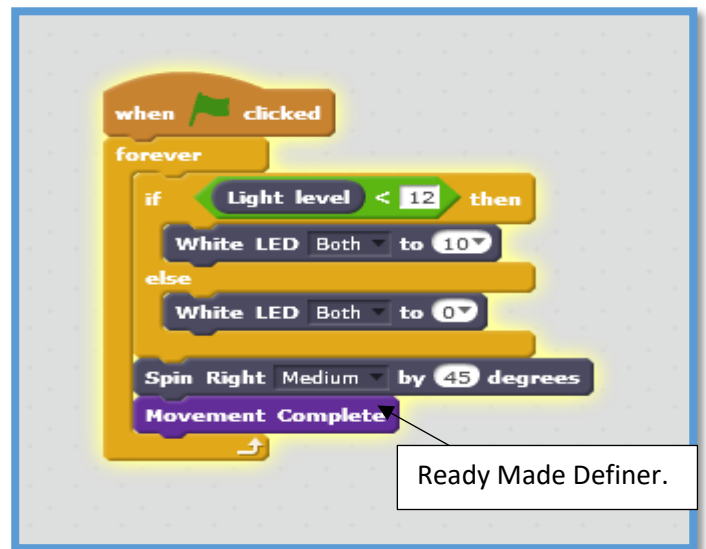 when clicked
forever
if Light level < 12 then
White LED Both to 10
else
White LED Both to 0
Spin Right Medium by 45 degrees
Movement Complete
Ready Made Definer.